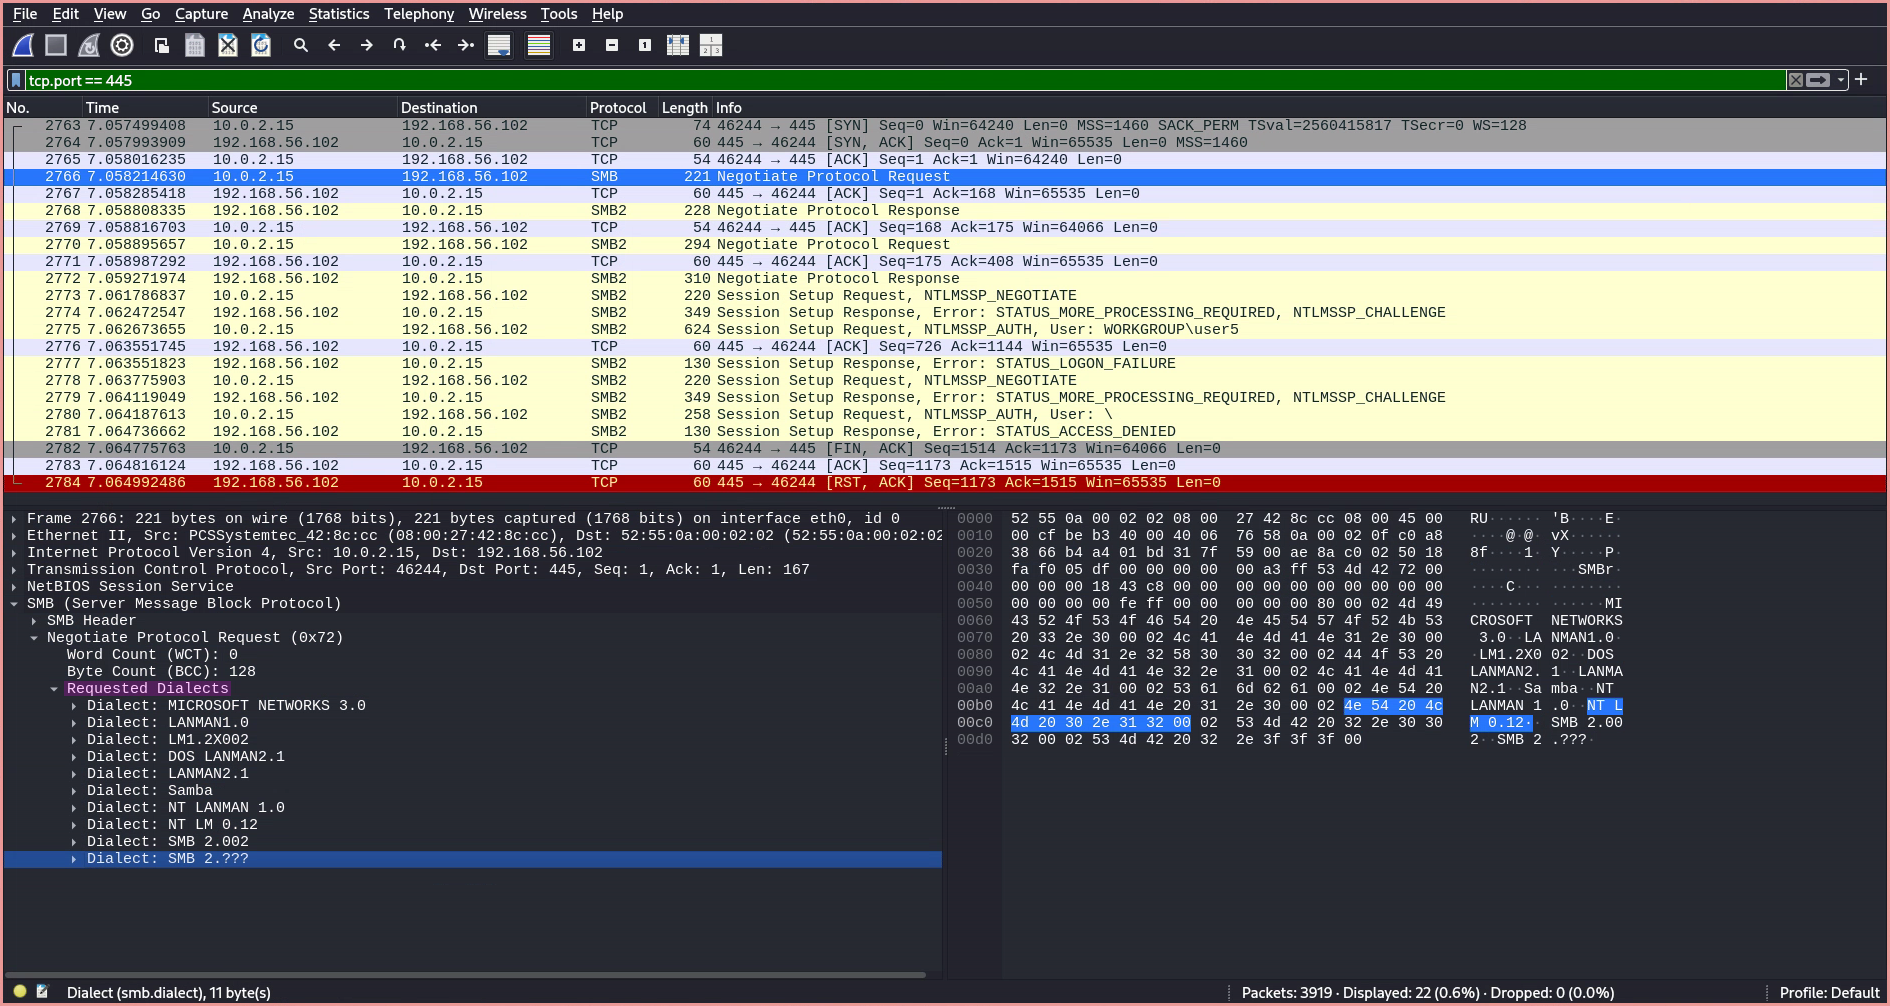 File Edit View Go Capture Analyze Statistics Telephony Wireless Tools Help
tcp.port == 445
No. Time Source Destination Protocol Length Info
2763 7.057499408 10.0.2.15 192.168.56.102 TCP 74 46244 → 445 [SYN] Seq=0 Win=64240 Len=0 MSS=1460 SACK_PERM TSval=2560415817 TSecr=0 WS=128
2764 7.057993909 192.168.56.102 10.0.2.15 TCP 60 445 → 46244 [SYN, ACK] Seq=0 Ack=1 Win=65535 Len=0 MSS=1460
2765 7.058016235 10.0.2.15 192.168.56.102 TCP 54 46244 → 445 [ACK] Seq=1 Ack=1 Win=64240 Len=0
2766 7.058214630 10.0.2.15 192.168.56.102 SMB 221 Negotiate Protocol Request
2767 7.058285418 192.168.56.102 10.0.2.15 TCP 60 445 → 46244 [ACK] Seq=1 Ack=168 Win=65535 Len=0
2768 7.058808335 192.168.56.102 10.0.2.15 SMB2 228 Negotiate Protocol Response
2769 7.058816703 10.0.2.15 192.168.56.102 TCP 54 46244 → 445 [ACK] Seq=168 Ack=175 Win=64066 Len=0
2770 7.058895657 10.0.2.15 192.168.56.102 SMB2 294 Negotiate Protocol Request
2771 7.058987292 192.168.56.102 10.0.2.15 TCP 60 445 → 46244 [ACK] Seq=175 Ack=408 Win=65535 Len=0
2772 7.059271974 192.168.56.102 10.0.2.15 SMB2 310 Negotiate Protocol Response
2773 7.061786837 10.0.2.15 192.168.56.102 SMB2 220 Session Setup Request, NTLMSSP_NEGOTIATE
2774 7.062472547 192.168.56.102 10.0.2.15 SMB2 349 Session Setup Response, Error: STATUS_MORE_PROCESSING_REQUIRED, NTLMSSP_CHALLENGE
2775 7.062673655 10.0.2.15 192.168.56.102 SMB2 624 Session Setup Request, NTLMSSP_AUTH, User: WORKGROUP\user5
2776 7.063551745 192.168.56.102 10.0.2.15 TCP 60 445 → 46244 [ACK] Seq=726 Ack=1144 Win=65535 Len=0
2777 7.063551823 192.168.56.102 10.0.2.15 SMB2 130 Session Setup Response, Error: STATUS_LOGON_FAILURE
2778 7.063775903 10.0.2.15 192.168.56.102 SMB2 220 Session Setup Request, NTLMSSP_NEGOTIATE
2779 7.064119049 192.168.56.102 10.0.2.15 SMB2 349 Session Setup Response, Error: STATUS_MORE_PROCESSING_REQUIRED, NTLMSSP_CHALLENGE
2780 7.064187613 10.0.2.15 192.168.56.102 SMB2 258 Session Setup Request, NTLMSSP_AUTH, User: \
2781 7.064736662 192.168.56.102 10.0.2.15 SMB2 130 Session Setup Response, Error: STATUS_ACCESS_DENIED
2782 7.064775763 10.0.2.15 192.168.56.102 TCP 54 46244 → 445 [FIN, ACK] Seq=1514 Ack=1173 Win=64066 Len=0
2783 7.064816124 192.168.56.102 10.0.2.15 TCP 60 445 → 46244 [ACK] Seq=1173 Ack=1515 Win=65535 Len=0
2784 7.064992486 192.168.56.102 10.0.2.15 TCP 60 445 → 46244 [RST, ACK] Seq=1173 Ack=1515 Win=65535 Len=0
Frame 2766: 221 bytes on wire (1768 bits), 221 bytes captured (1768 bits) on interface eth0, id 0
Ethernet II, Src: PCSSystemtec_42:8c:cc (08:00:27:42:8c:cc), Dst: 52:55:0a:00:02:02 (52:55:0a:00:02:02
Internet Protocol Version 4, Src: 10.0.2.15, Dst: 192.168.56.102
Transmission Control Protocol, Src Port: 46244, Dst Port: 445, Seq: 1, Ack: 1, Len: 167
NetBIOS Session Service
SMB (Server Message Block Protocol)
SMB Header
Negotiate Protocol Request (0x72)
Word Count (WCT): 0
Byte Count (BCC): 128
Requested Dialects
Dialect: MICROSOFT NETWORKS 3.0
Dialect: LANMAN1.0
Dialect: LM1.2X002
Dialect: DOS LANMAN2.1
Dialect: LANMAN2.1
Dialect: Samba
Dialect: NT LANMAN 1.0
Dialect: NT LM 0.12
Dialect: SMB 2.002
Dialect: SMB 2.???
0000 52 55 0a 00 02 02 08 00 27 42 8c cc 08 00 45 00 RU······ 'B····E·
0010 00 cf be b3 40 00 40 06 76 58 0a 00 02 0f c0 a8 ····@·@· vX······
0020 38 66 b4 a4 01 bd 31 7f 59 00 ae 8a c0 02 50 18 8f····1· Y·····P·
0030 fa f0 05 df 00 00 00 00 00 a3 ff 53 4d 42 72 00 ········ ···SMBr·
0040 00 00 00 18 43 c8 00 00 00 00 00 00 00 00 00 00 ····C··· ········
0050 00 00 00 00 fe ff 00 00 00 00 00 80 00 02 4d 49 ········ ······MI
0060 43 52 4f 53 4f 46 54 20 4e 45 54 57 4f 52 4b 53 CROSOFT NETWORKS
0070 20 33 2e 30 00 02 4c 41 4e 4d 41 4e 31 2e 30 00 3.0··LA NMAN1.0·
0080 02 4c 4d 31 2e 32 58 30 30 32 00 02 44 4f 53 20 ·LM1.2X0 02··DOS
0090 4c 41 4e 4d 41 4e 32 2e 31 00 02 4c 41 4e 4d 41 LANMAN2. 1··LANMA
00a0 4e 32 2e 31 00 02 53 61 6d 62 61 00 02 4e 54 20 N2.1··Sa mba··NT
00b0 4c 41 4e 4d 41 4e 20 31 2e 30 00 02 4e 54 20 4c LANMAN 1 .0··NT L
00c0 4d 20 30 2e 31 32 00 02 53 4d 42 20 32 2e 30 30 M 0.12·· SMB 2.00
00d0 32 00 02 53 4d 42 20 32 2e 3f 3f 3f 00 2··SMB 2 .???·
Dialect (smb.dialect), 11 byte(s)
Packets: 3919 · Displayed: 22 (0.6%) · Dropped: 0 (0.0%)
Profile: Default